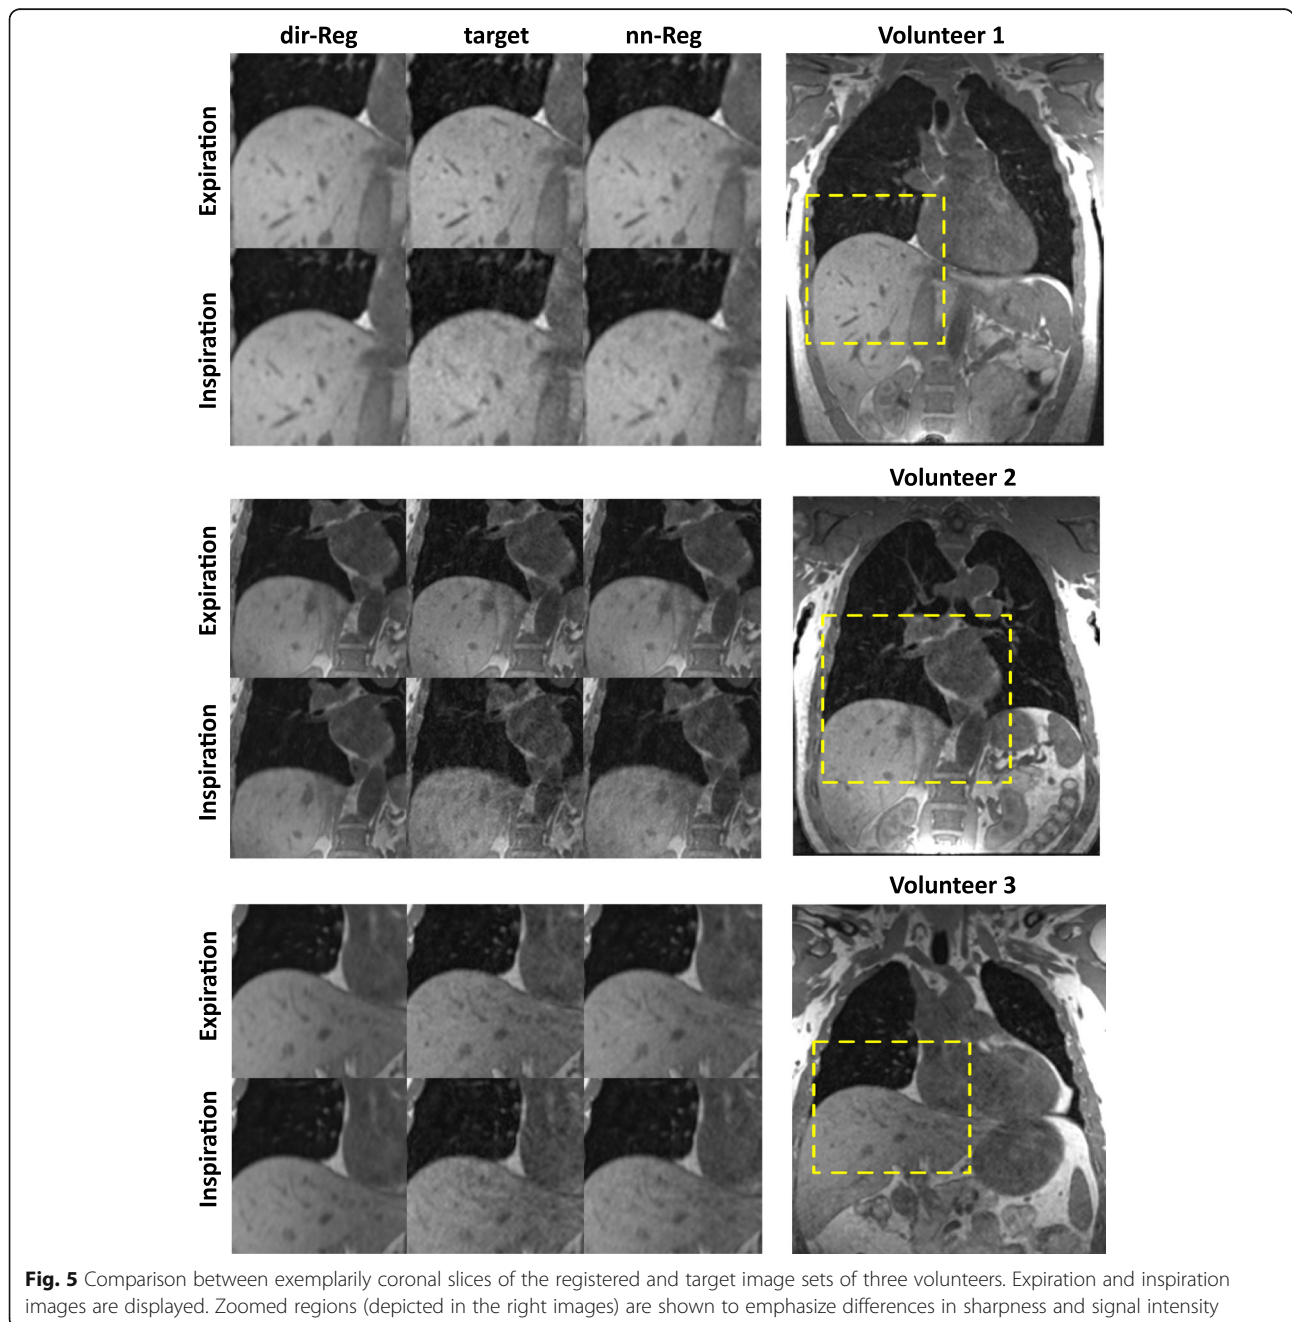 dir-Reg target nn-Reg Volunteer 1
Expiration
Inspiration
Volunteer 2
Expiration
Inspiration
Volunteer 3
Expiration
Inspiration
Fig. 5 Comparison between exemplarily coronal slices of the registered and target image sets of three volunteers. Expiration and inspiration
images are displayed. Zoomed regions (depicted in the right images) are shown to emphasize differences in sharpness and signal intensity